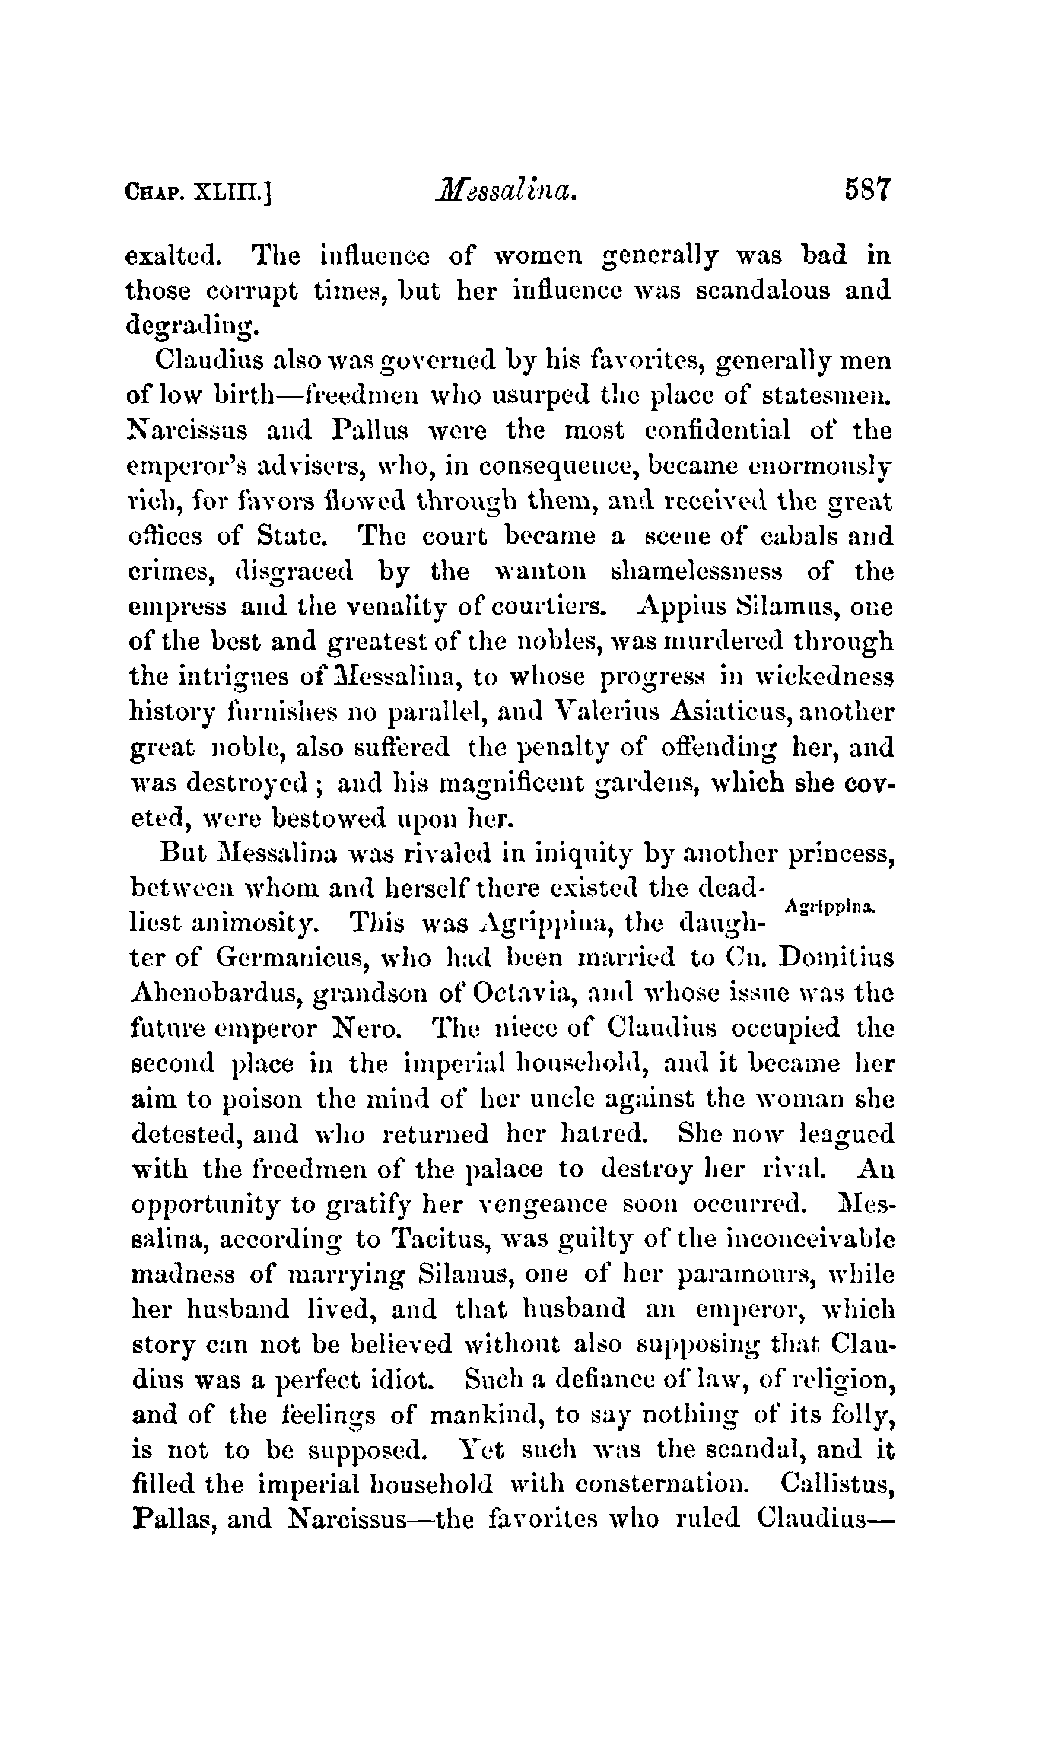 CHAP. XLIII.] Messalina. 587
exalted. The influence of women generally was bad in
those corrupt times, but her influence was scandalous and
degrading.
Claudius also was governed by his favorites, generally men
of low birth—freedmen who usurped the place of statesmen.
Narcissus and Pallus were the most confidential of the
emperor's advisers, who, in consequence, became enormously
rich, for favors flowed through them, and received the great
offices of State. The court became a scene of cabals and
crimes, disgraced by the wanton shamelessness of the
empress and the venality of courtiers. Appius Silamus, one
of the best and greatest of the nobles, was murdered through
the intrigues of Messalina, to whose progress in wickedness
history furnishes no parallel, and Valerius Asiaticus, another
great noble, also suffered the penalty of offending her, and
was destroyed; and his magnificent gardens, which she cov-
eted, were bestowed upon her.
But Messalina was rivaled in iniquity by another princess,
between whom and herself there existed the dead-
Agrippina.
liest animosity. This was Agrippina, the daugh-
ter of Germanicus, who had been married to Cn. Domitius
Ahenobardus, grandson of Octavia, and whose issue was the
future emperor Nero. The niece of Claudius occupied the
second place in the imperial household, and it became her
aim to poison the mind of her uncle against the woman she
detested, and who returned her hatred. She now leagued
with the freedmen of the palace to destroy her rival. An
opportunity to gratify her vengeance soon occurred. Mes-
salina, according to Tacitus, was guilty of the inconceivable
madness of marrying Silanus, one of her paramours, while
her husband lived, and that husband an emperor, which
story can not be believed without also supposing that Clau-
dius was a perfect idiot. Such a defiance of law, of religion,
and of the feelings of mankind, to say nothing of its folly,
is not to be supposed. Yet such was the scandal, and it
filled the imperial household with consternation. Callistus,
Pallas, and Narcissus—the favorites who ruled Claudius—